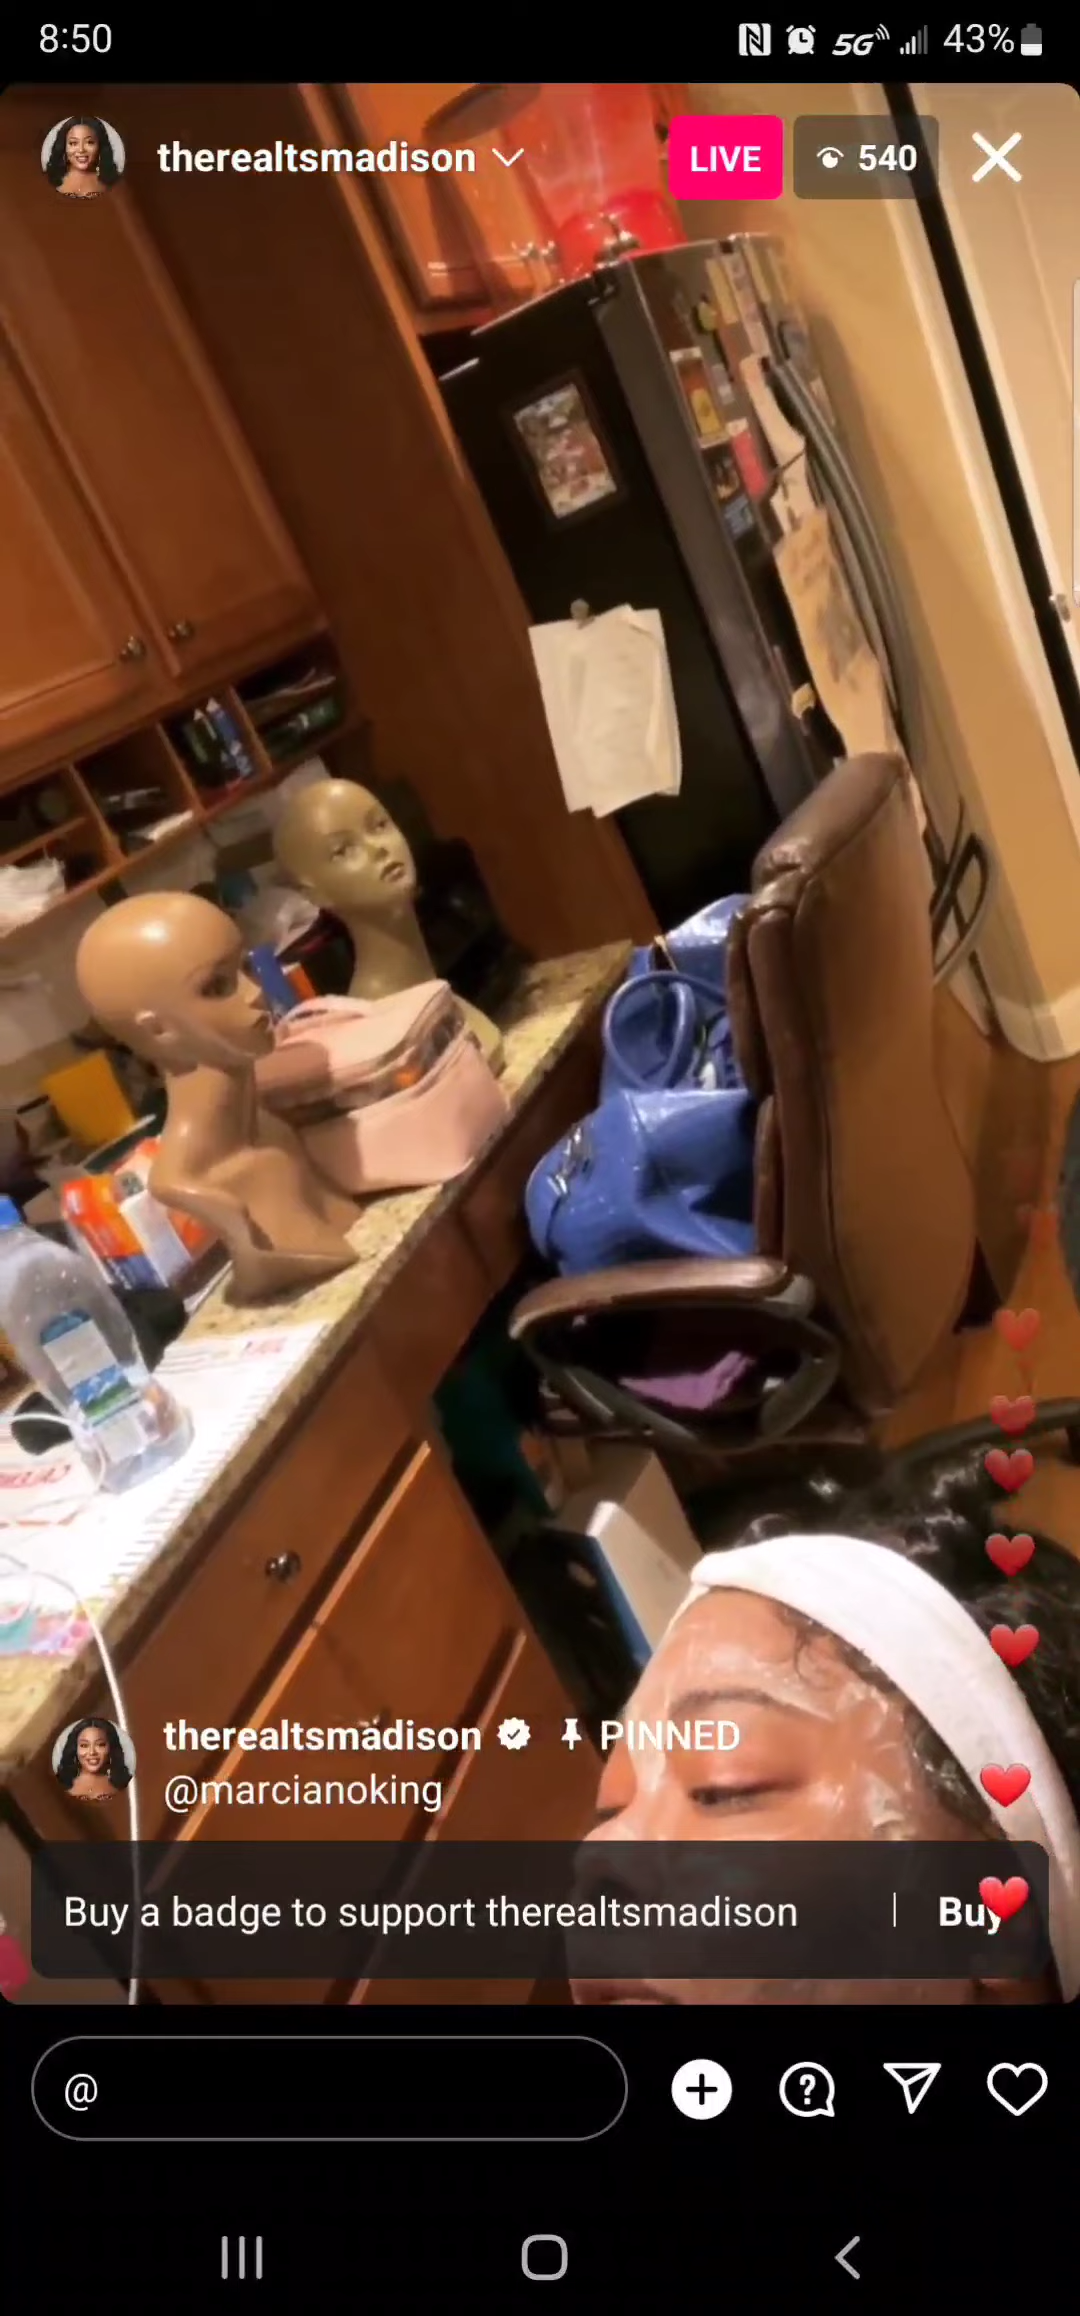 8:50
5G 43%
therealtsmadison LIVE 540
therealtsmadison PINNED
@marcianoking
Buy a badge to support therealtsmadison | Buy
@